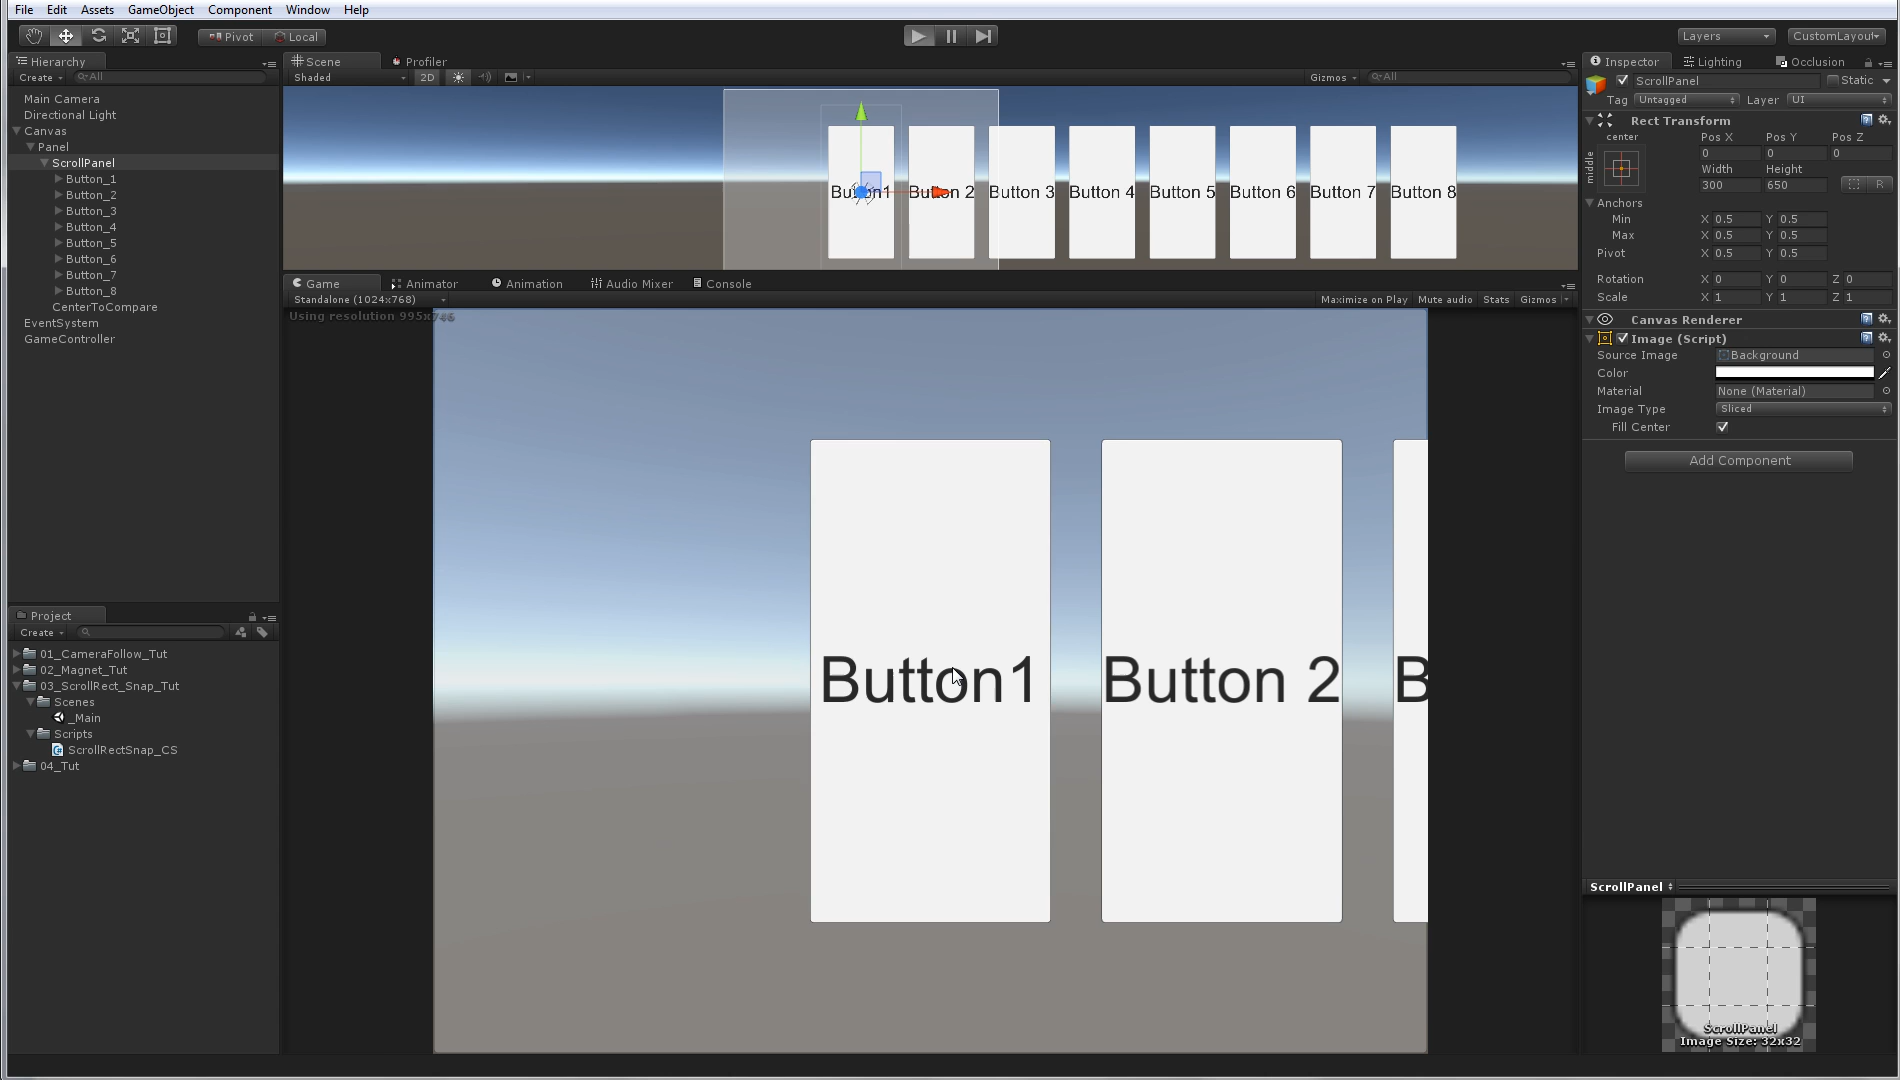 File Edit Assets GameObject Component Window Help
Pivot Local Layers CustomLayout
Hierarchy
Create All
Main Camera
Directional Light
Canvas
Panel
ScrollPanel
Button_1
Button_2
Button_3
Button_4
Button_5
Button_6
Button_7
Button_8
CenterToCompare
EventSystem
GameController
Project
Create
01_CameraFollow_Tut
02_Magnet_Tut
03_ScrollRect_Snap_Tut
Scenes
_Main
Scripts
ScrollRectSnap_CS
04_Tut
Scene Profiler
Shaded 2D Gizmos All
Button 2 Button 3 Button 4 Button 5 Button 6 Button 7 Button 8
Game Animator Animation Audio Mixer Console
Standalone (1024x768) Maximize on Play Mute audio Stats Gizmos
Using resolution 995x746
Button1 Button 2 B
Inspector Lighting Occlusion
ScrollPanel Static
Tag Untagged Layer UI
Rect Transform
center Pos X Pos Y Pos Z
middle 0 0 0
Width Height
300 650 R
Anchors
Min X 0.5 Y 0.5
Max X 0.5 Y 0.5
Pivot X 0.5 Y 0.5
Rotation X 0 Y 0 Z 0
Scale X 1 Y 1 Z 1
Canvas Renderer
Image (Script)
Source Image Background
Color
Material None (Material)
Image Type Sliced
Fill Center
Add Component
ScrollPanel
ScrollPanel
Image Size: 32x32